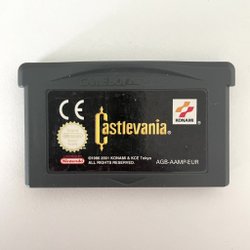 CE
KONAMI
Castlevania
Nintendo
©1986 2001 KONAMI & KCE Tokyo
ALL RIGHTS RESERVED.
AGB-AAMP-EUR